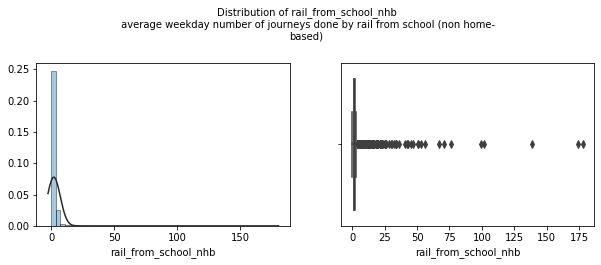 Distribution of rail_from_school_nhb
average weekday number of journeys done by rail from school (non home-
based)
0.25
0.20
0.15
0.10
0.05
0.00
0 50 100 150
rail_from_school_nhb
0 25 50 75 100 125 150 175
rail_from_school_nhb